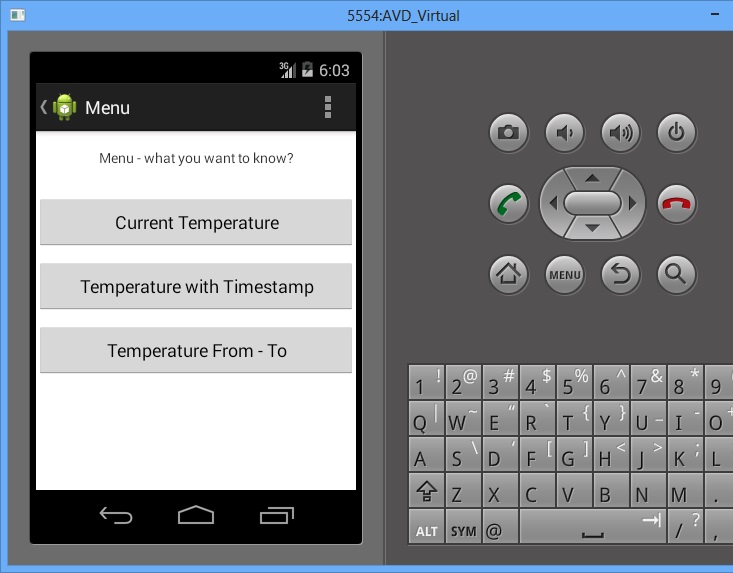 5554:AVD_Virtual
3G 6:03
Menu
Menu - what you want to know?
Current Temperature
Temperature with Timestamp
Temperature From - To
MENU
1 ! 2 @ 3 # 4 $ 5 % 6 ^ 7 & 8 * 9
Q | W ~ E “ R ` T { Y } U _ I - O +
A S \ D ‘ F [ G ] H < J > K ; L
Z X C V B N M .
ALT SYM @ / ? ,